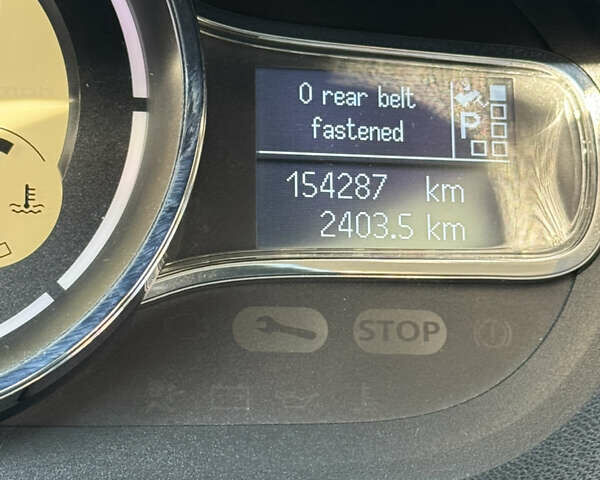 0 rear belt
fastened
P
154287 km
2403.5 km
STOP